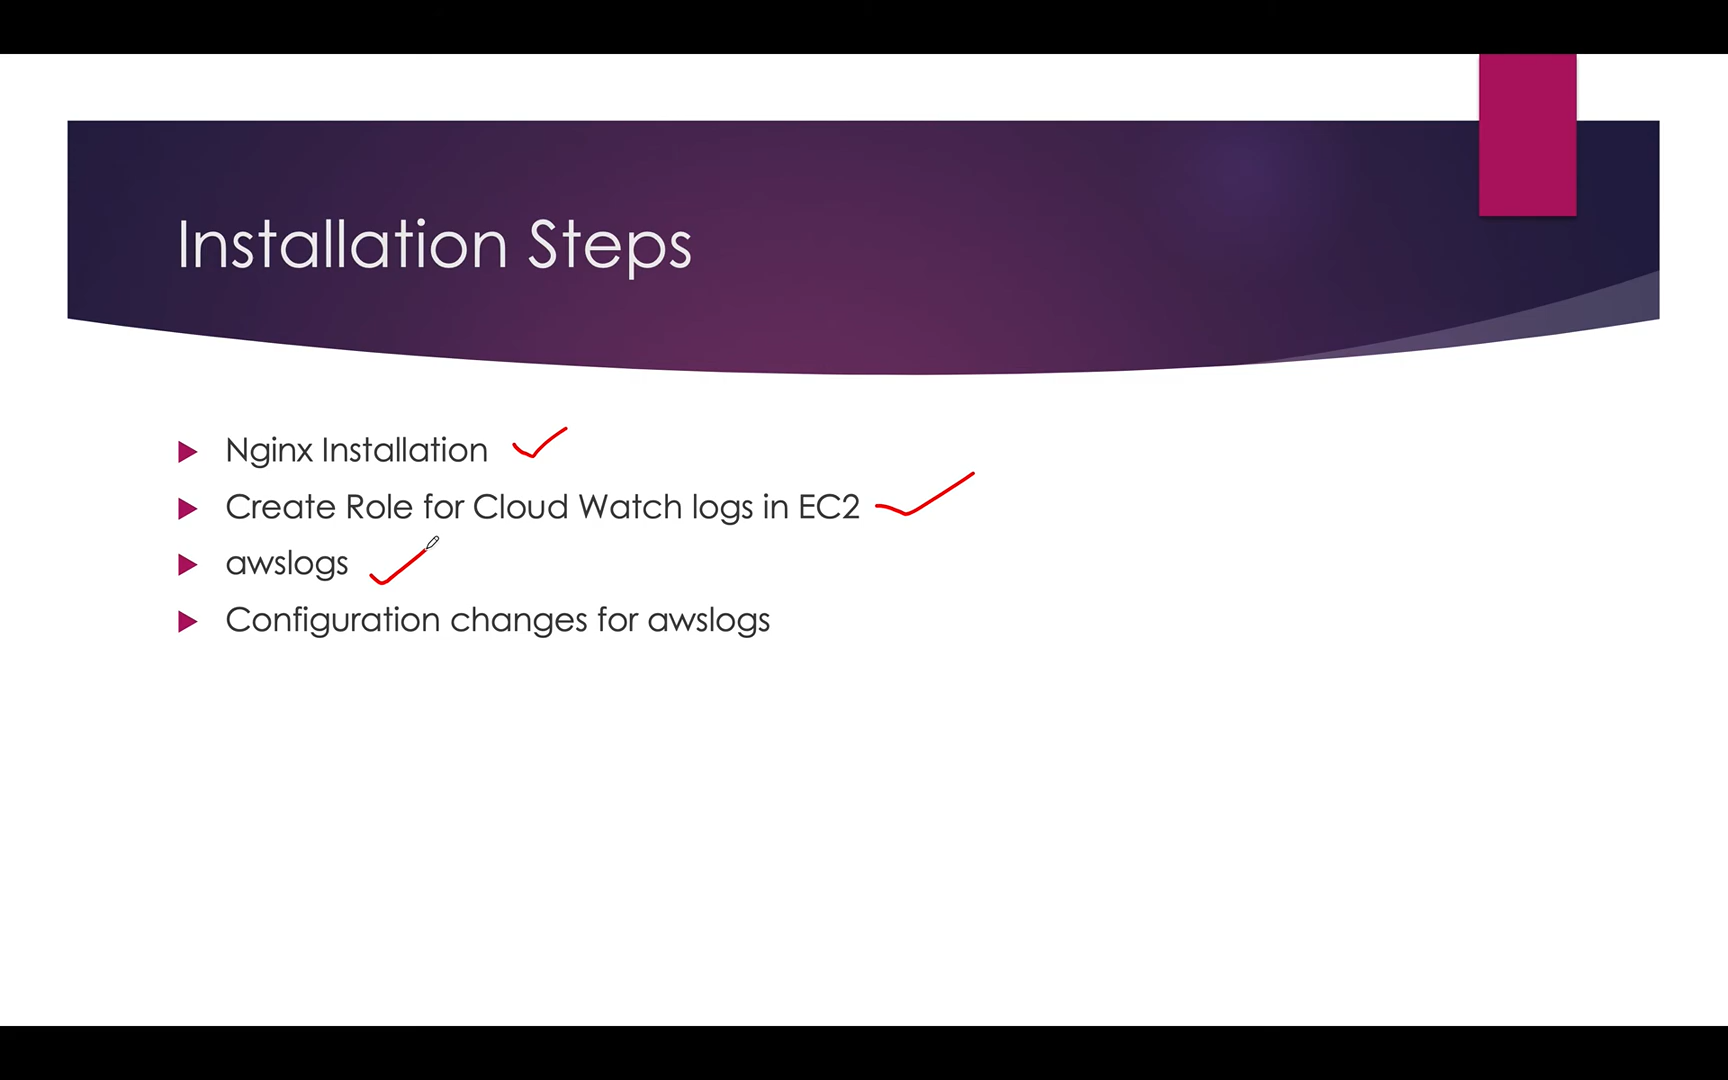 Installation Steps
Nginx Installation
Create Role for Cloud Watch logs in EC2
awslogs
Configuration changes for awslogs